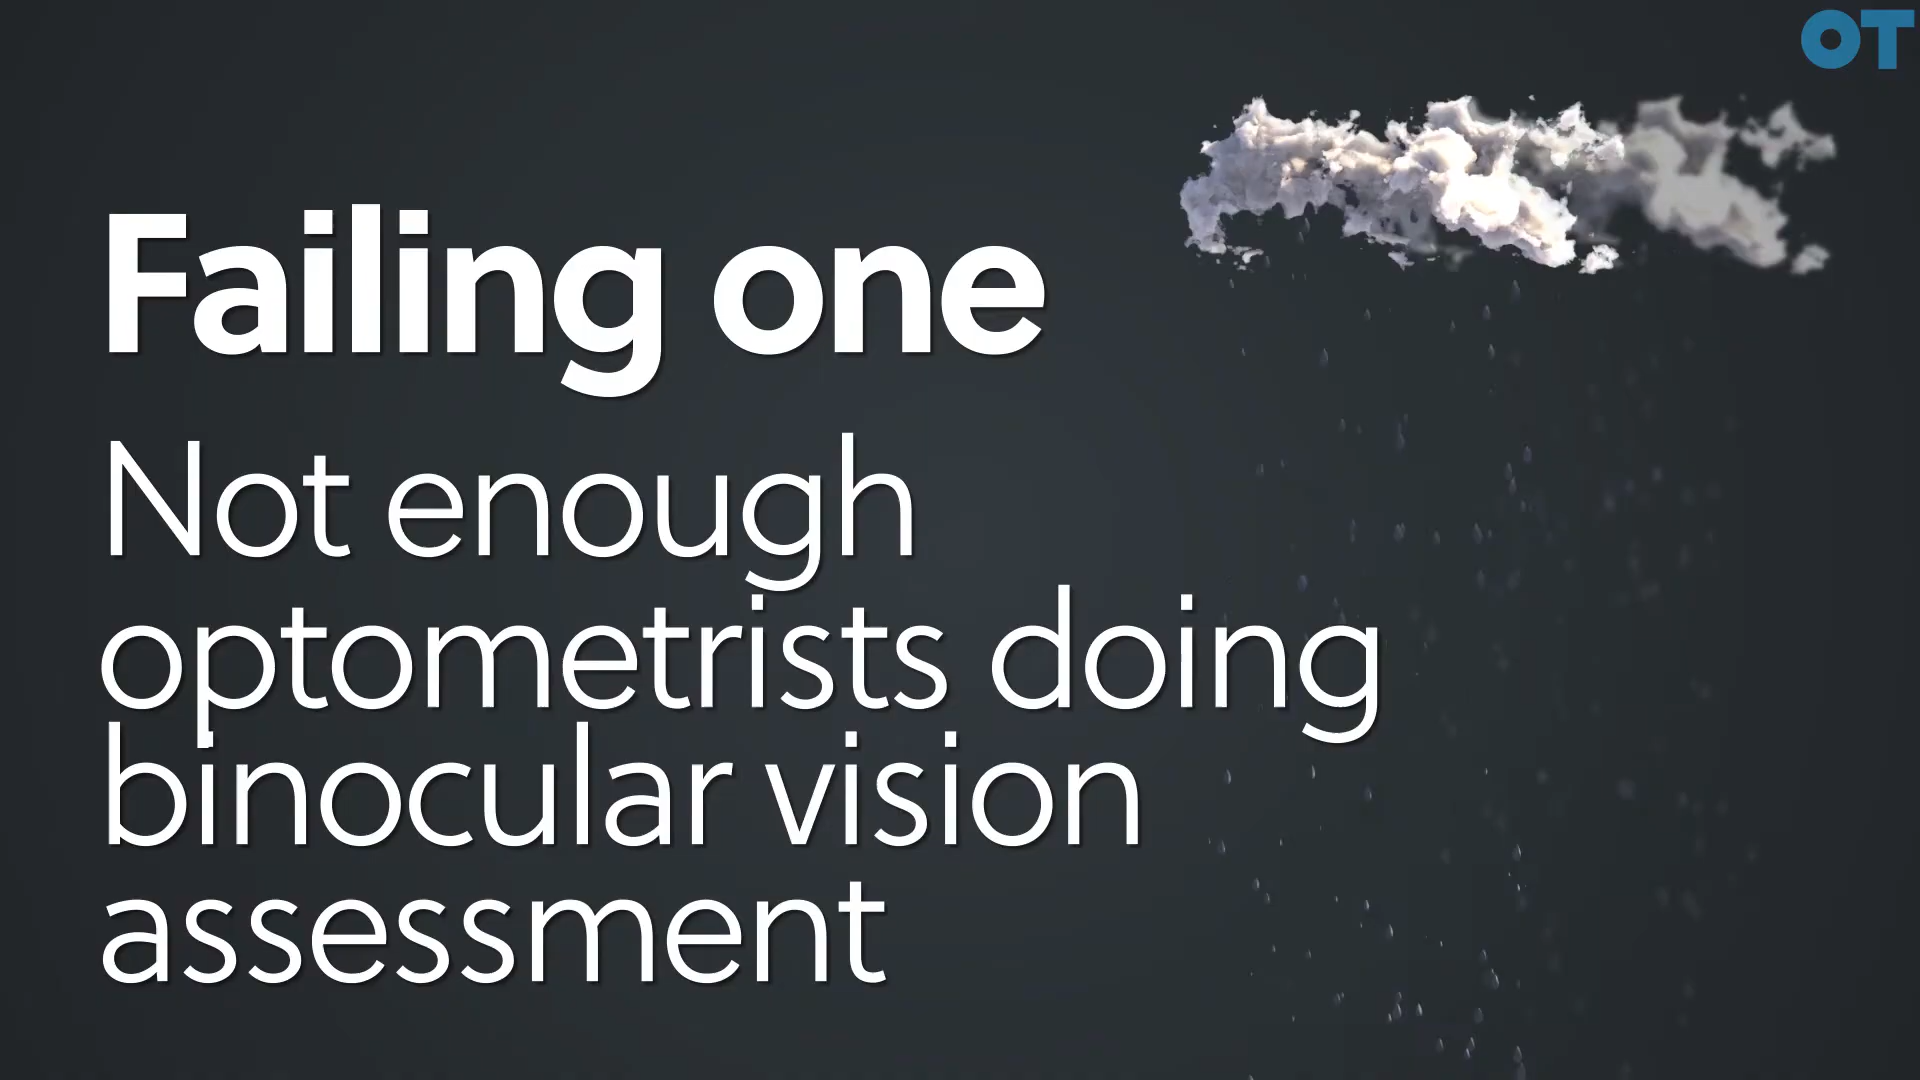 OT
Failing one
Not enough
optometrists doing
binocular vision
assessment